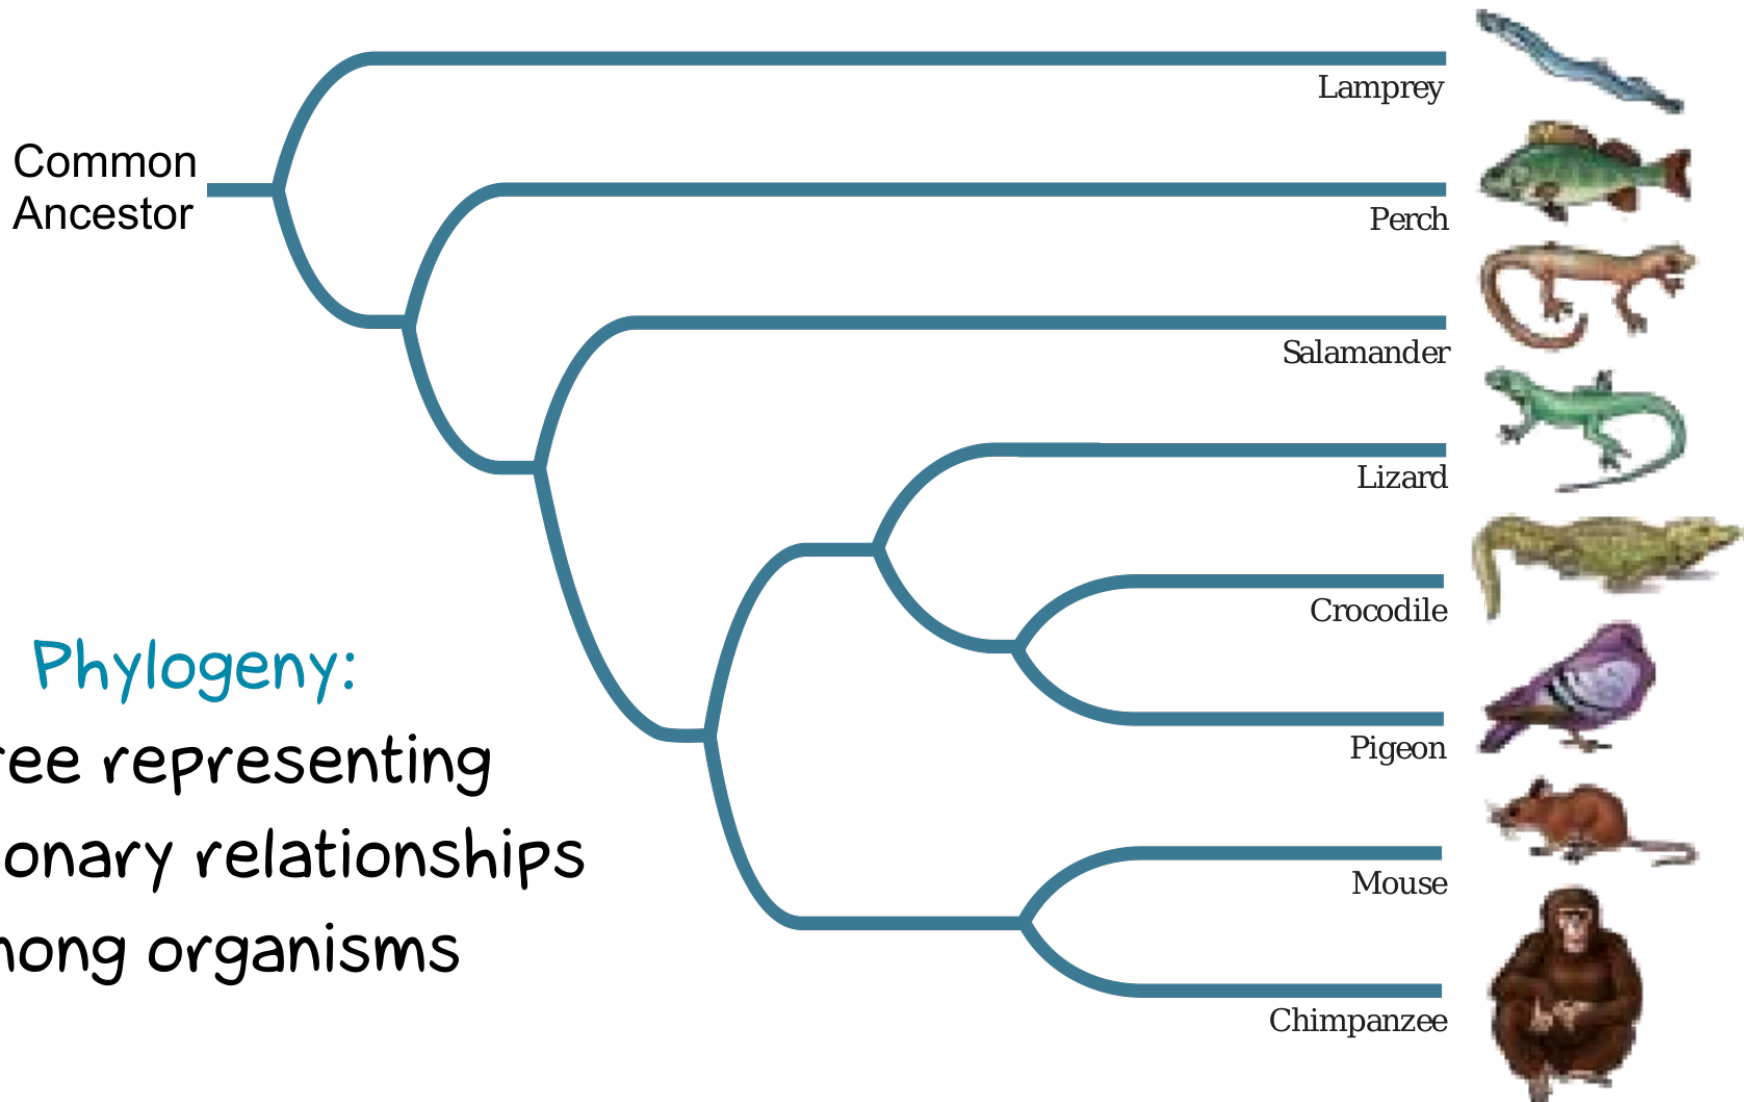 Common
Ancestor
Lamprey
Perch
Salamander
Lizard
Crocodile
Pigeon
Mouse
Chimpanzee
Phylogeny:
ree representing
onary relationships
nong organisms